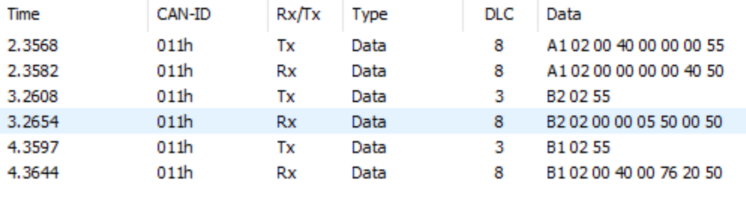 Time CAN-ID Rx/Tx Type DLC Data
2.3568 011h Tx Data 8 A1 02 00 40 00 00 00 55
2.3582 011h Rx Data 8 A1 02 00 00 00 00 40 50
3.2608 011h Tx Data 3 B2 02 55
3.2654 011h Rx Data 8 B2 02 00 00 05 50 00 50
4.3597 011h Tx Data 3 B1 02 55
4.3644 011h Rx Data 8 B1 02 00 40 00 76 20 50